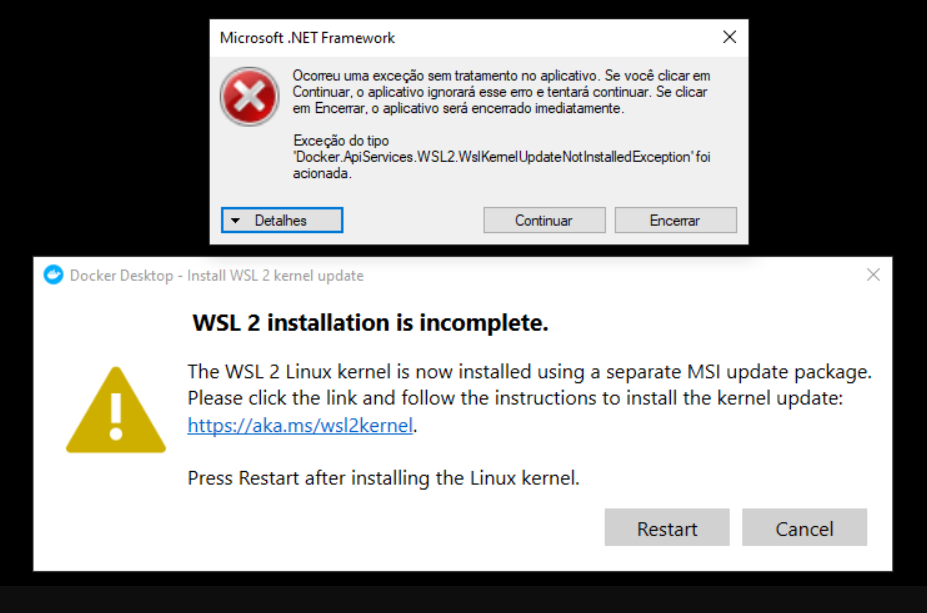 Microsoft .NET Framework
Ocorreu uma exceção sem tratamento no aplicativo. Se você clicar em
Continuar, o aplicativo ignorará esse erro e tentará continuar. Se clicar
em Encerrar, o aplicativo será encerrado imediatamente.
Exceção do tipo
'Docker.ApiServices.WSL2.WslKernelUpdateNotInstalledException' foi
acionada.
Detalhes
Continuar
Encerrar
Docker Desktop - Install WSL 2 kernel update
WSL 2 installation is incomplete.
The WSL 2 Linux kernel is now installed using a separate MSI update package.
Please click the link and follow the instructions to install the kernel update:
https://aka.ms/wsl2kernel.
Press Restart after installing the Linux kernel.
Restart
Cancel